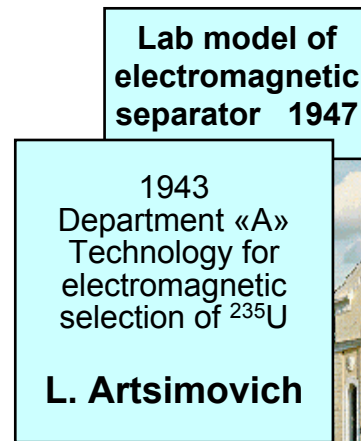 Lab model of
electromagnetic
separator 1947
1943
Department «A»
Technology for
electromagnetic
selection of ²³⁵U
L. Artsimovich